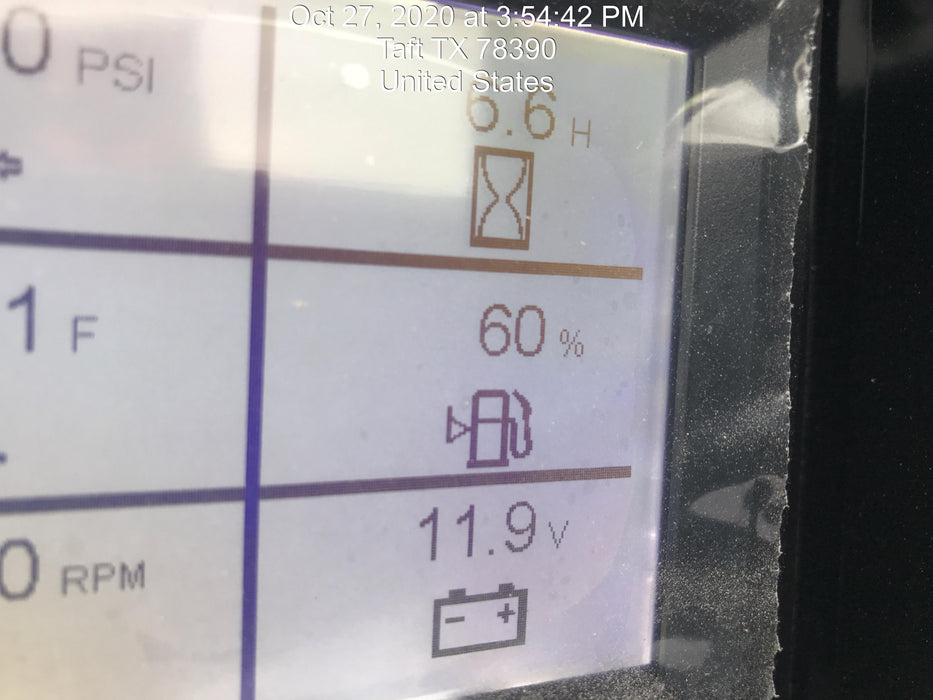 Oct 27, 2020 at 3:54:42 PM
Taft TX 78390
United States
0 PSI
6.6 H
1 F
60 %
0 RPM
11.9 V
- +